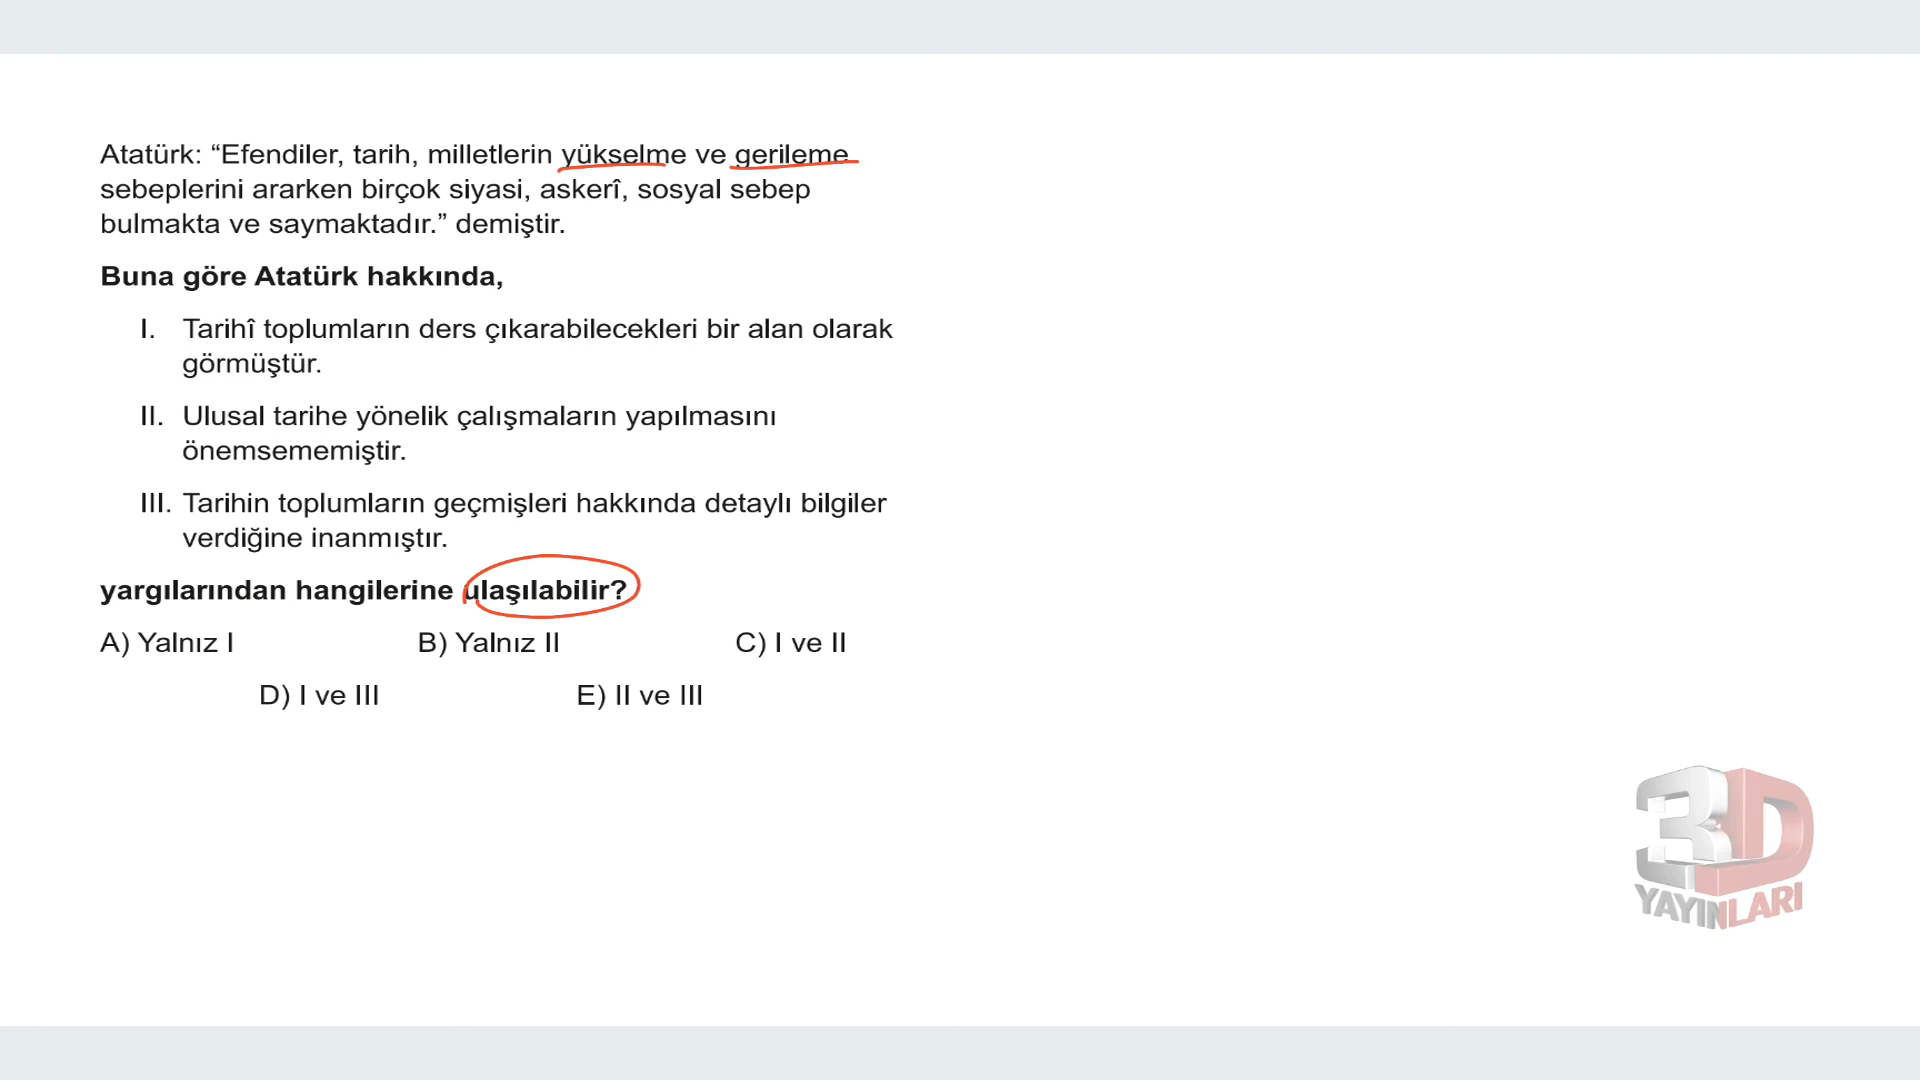 Atatürk: “Efendiler, tarih, milletlerin yükselme ve gerileme
sebeplerini ararken birçok siyasi, askerî, sosyal sebep
bulmakta ve saymaktadır.” demiştir.
Buna göre Atatürk hakkında,
I. Tarihî toplumların ders çıkarabilecekleri bir alan olarak
görmüştür.
II. Ulusal tarihe yönelik çalışmaların yapılmasını
önemsememiştir.
III. Tarihin toplumların geçmişleri hakkında detaylı bilgiler
verdiğine inanmıştır.
yargılarından hangilerine ulaşılabilir?
A) Yalnız I B) Yalnız II C) I ve II
D) I ve III E) II ve III
3D
YAYINLARI